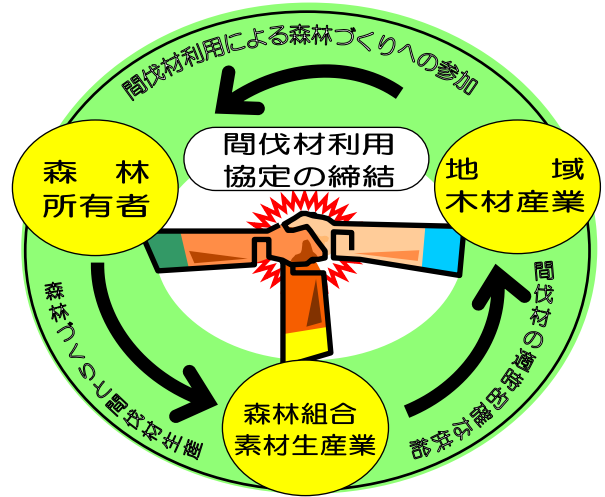 間伐材利用による森林づくりへの参加
間伐材利用
協定の締結
森林
所有者
地域
木材産業
森林づくりと間伐材生産
間伐材の適時的確な供給
森林組合
素材生産業